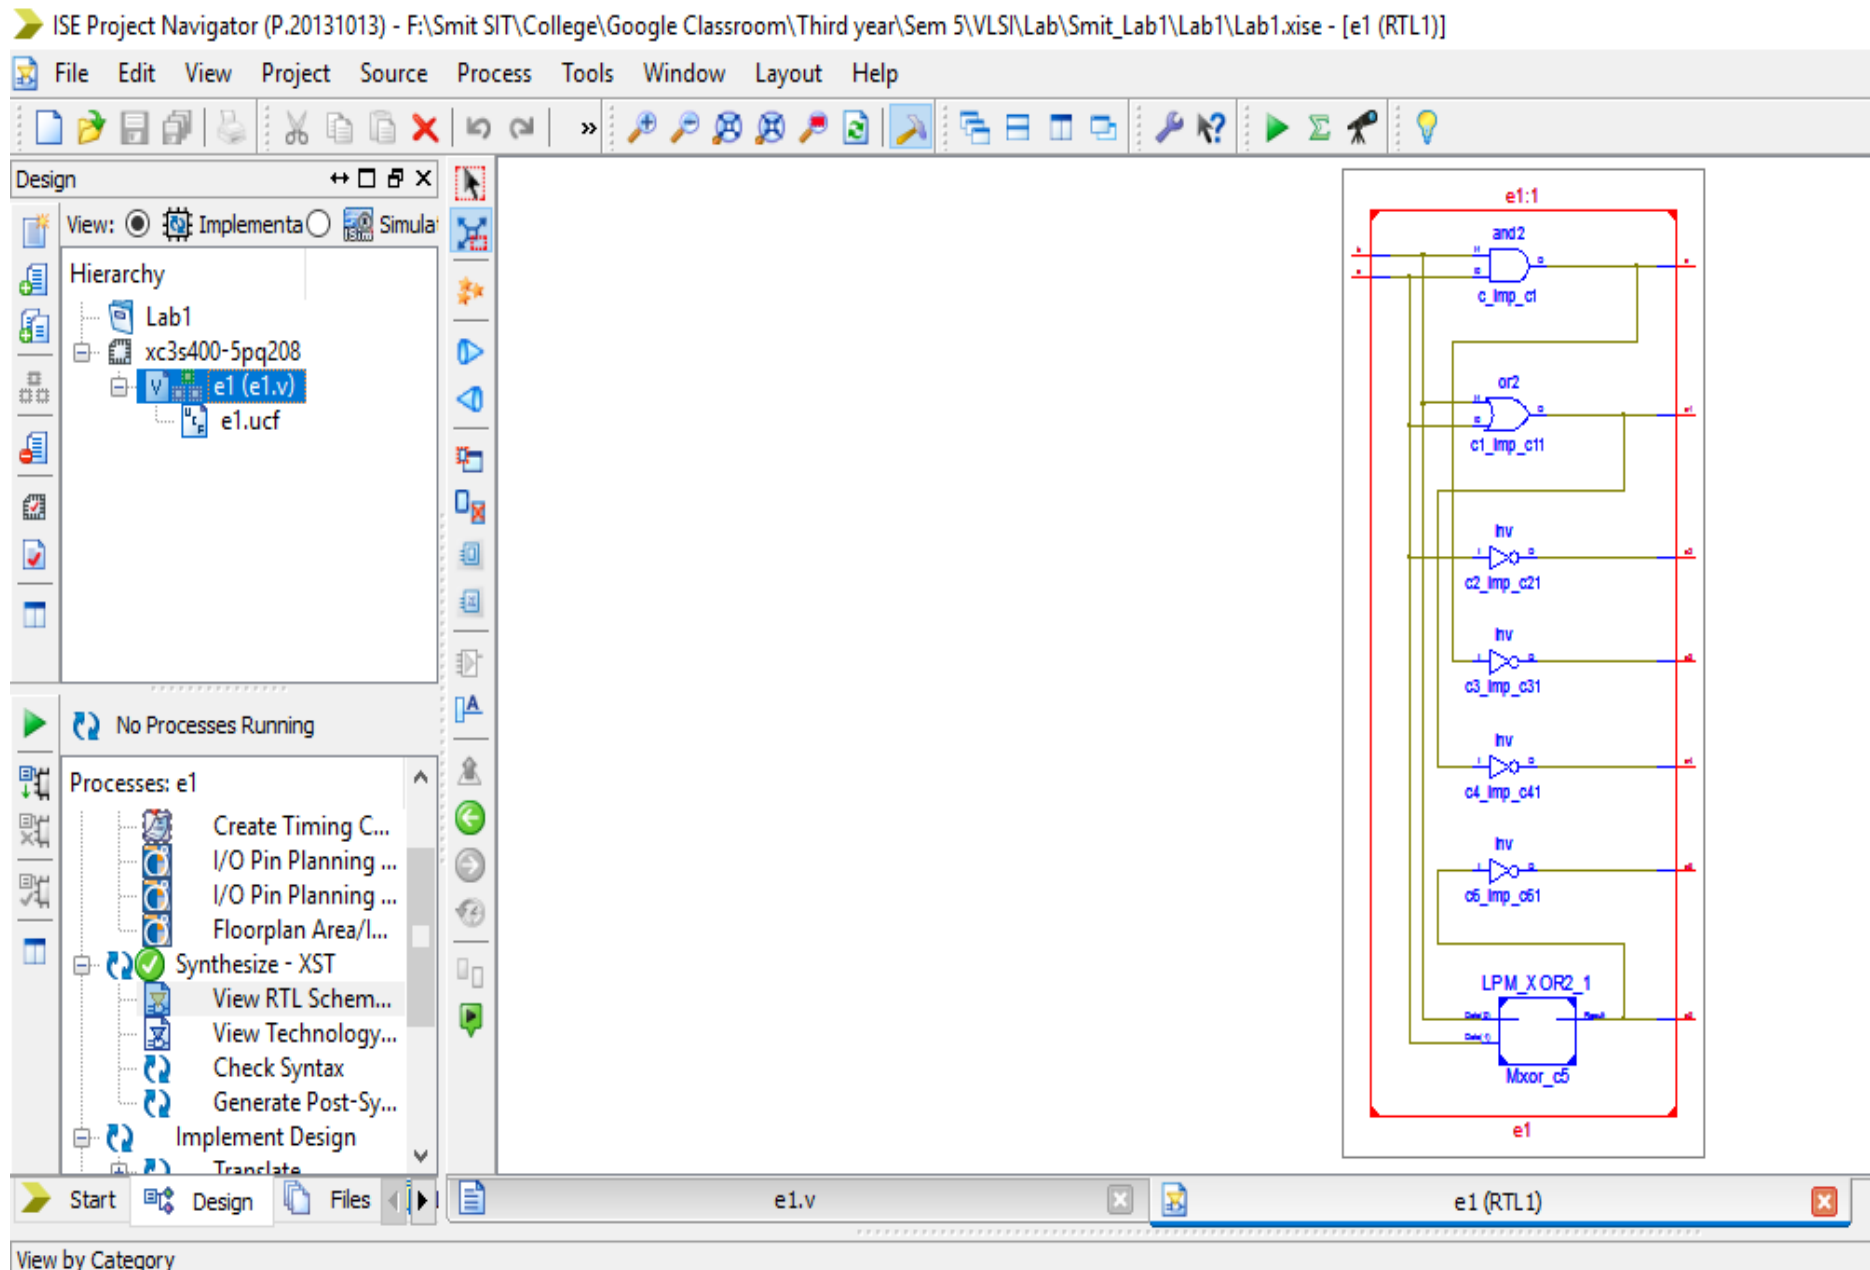 ISE Project Navigator (P.20131013) - F:\Smit SIT\College\Google Classroom\Third year\Sem 5\VLSI\Lab\Smit_Lab1\Lab1\Lab1.xise - [e1 (RTL1)]
File Edit View Project Source Process Tools Window Layout Help
»
Design
View: Implementa Simulat
Hierarchy
Lab1
xc3s400-5pq208
e1 (e1.v)
e1.ucf
No Processes Running
Processes: e1
Create Timing C...
I/O Pin Planning ...
I/O Pin Planning ...
Floorplan Area/I...
Synthesize - XST
View RTL Schem...
View Technology...
Check Syntax
Generate Post-Sy...
Implement Design
Translate
Start Design Files
e1:1
and2
c_imp_c1
or2
c1_imp_c11
inv
c2_imp_c21
inv
c3_imp_c31
inv
c4_imp_c41
inv
c6_imp_c61
LPM_XOR2_1
Mxor_c5
e1
e1.v
e1 (RTL1)
View by Category